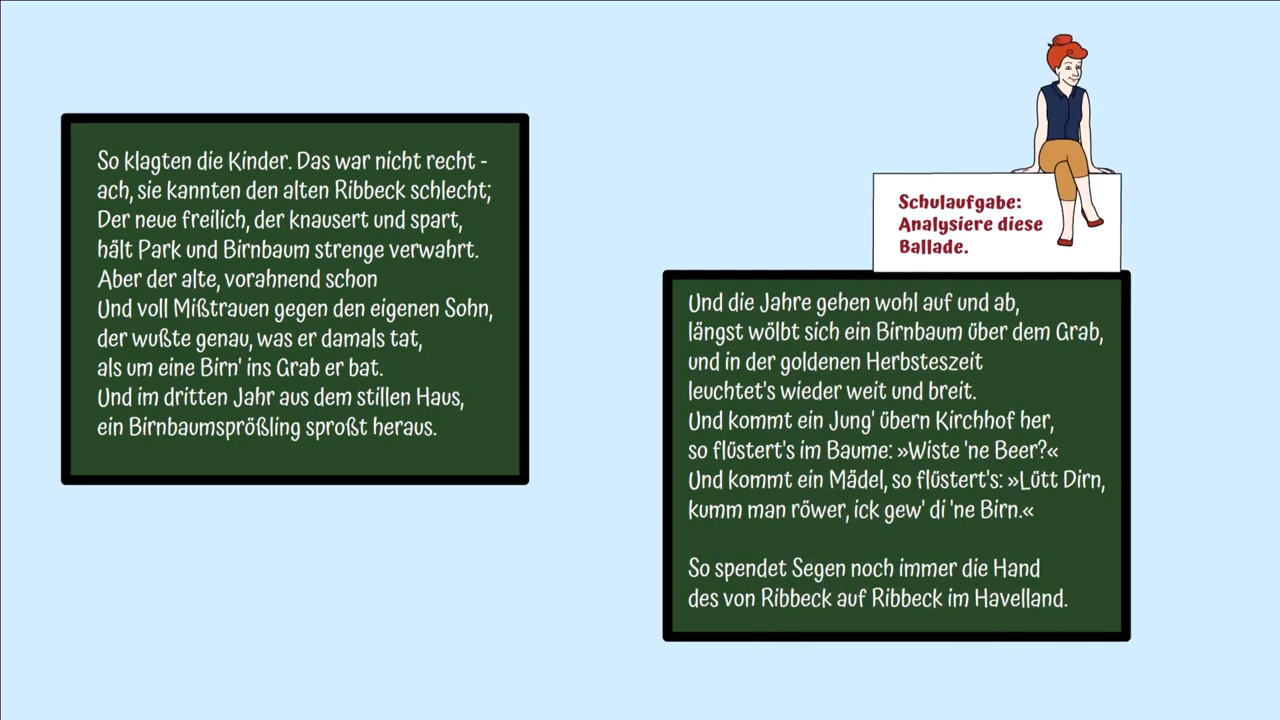 So klagten die Kinder. Das war nicht recht -
ach, sie kannten den alten Ribbeck schlecht;
Der neue freilich, der knausert und spart,
hält Park und Birnbaum strenge verwahrt.
Aber der alte, vorahnend schon
Und voll Mißtrauen gegen den eigenen Sohn,
der wußte genau, was er damals tat,
als um eine Birn' ins Grab er bat.
Und im dritten Jahr aus dem stillen Haus,
ein Birnbaumsprößling sproßt heraus.
Schulaufgabe:
Analysiere diese
Ballade.
Und die Jahre gehen wohl auf und ab,
längst wölbt sich ein Birnbaum über dem Grab,
und in der goldenen Herbsteszeit
leuchtet's wieder weit und breit.
Und kommt ein Jung' übern Kirchhof her,
so flüstert's im Baume: »Wiste 'ne Beer?«
Und kommt ein Mädel, so flüstert's: »Lütt Dirn,
kumm man röwer, ick gew' di 'ne Birn.«
So spendet Segen noch immer die Hand
des von Ribbeck auf Ribbeck im Havelland.